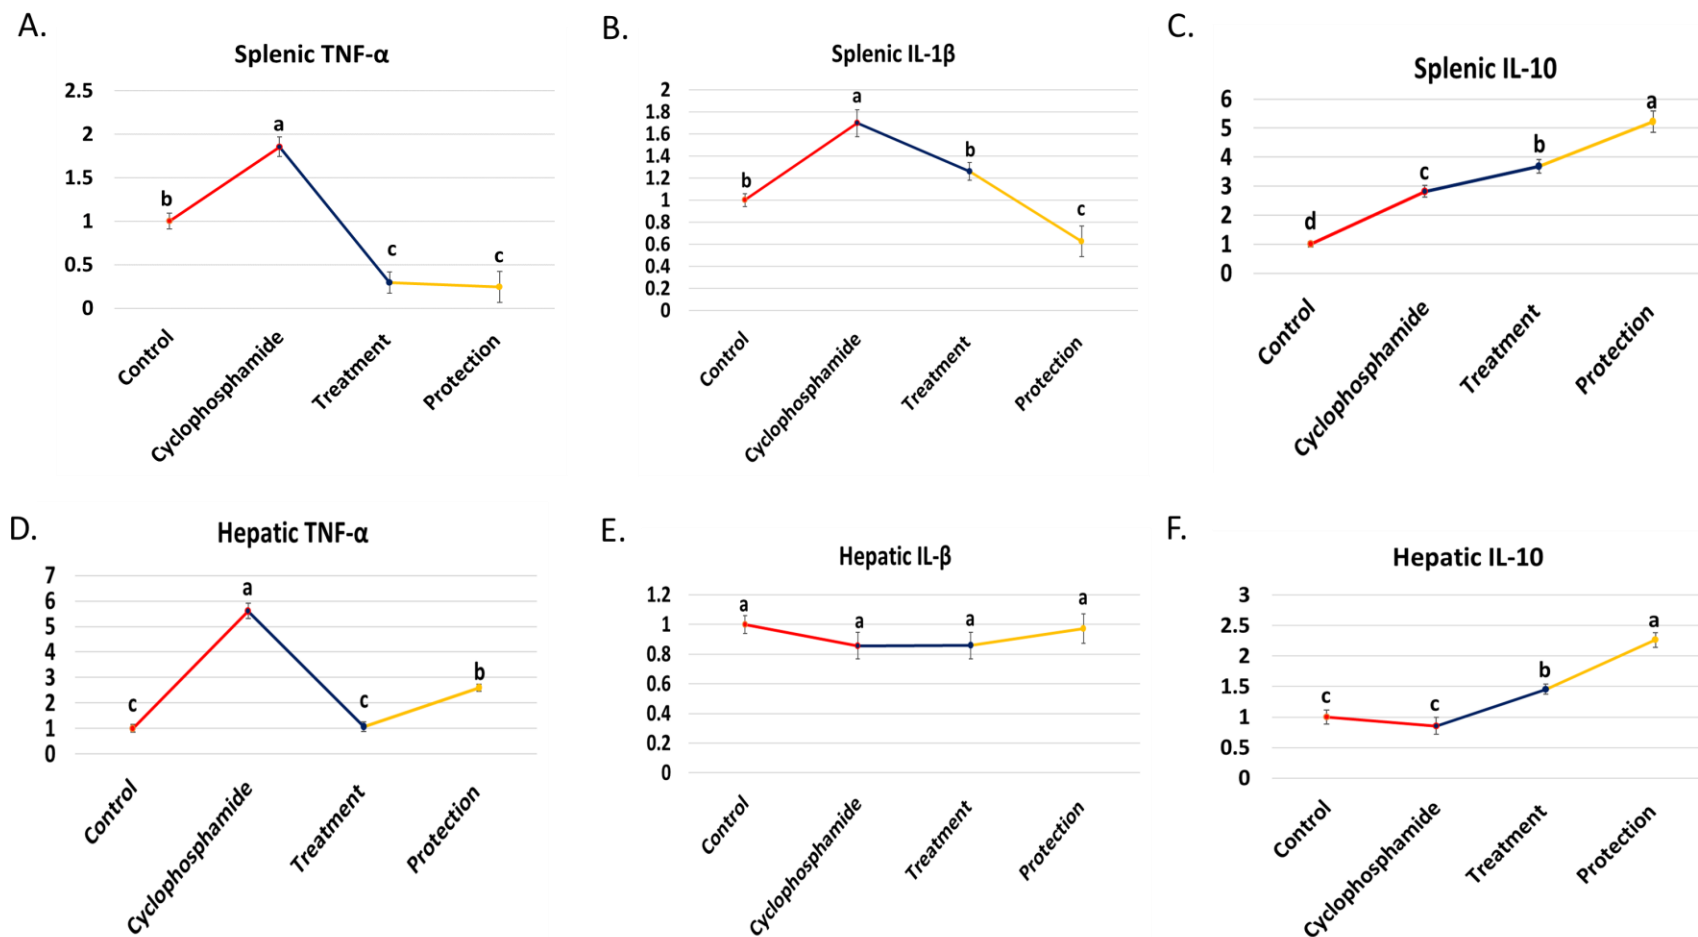 A.
Splenic TNF-α
2.5
2
1.5
1
0.5
0
b
a
c
c
Control
Cyclophosphamide
Treatment
Protection
B.
Splenic IL-1β
2
1.8
1.6
1.4
1.2
1
0.8
0.6
0.4
0.2
0
b
a
b
c
Control
Cyclophosphamide
Treatment
Protection
C.
Splenic IL-10
6
5
4
3
2
1
0
d
c
b
a
Control
Cyclophosphamide
Treatment
Protection
D.
Hepatic TNF-α
7
6
5
4
3
2
1
0
c
a
c
b
Control
Cyclophosphamide
Treatment
Protection
E.
Hepatic IL-β
1.2
1
0.8
0.6
0.4
0.2
0
a
a
a
a
Control
Cyclophosphamide
Treatment
Protection
F.
Hepatic IL-10
3
2.5
2
1.5
1
0.5
0
c
c
b
a
Control
Cyclophosphamide
Treatment
Protection